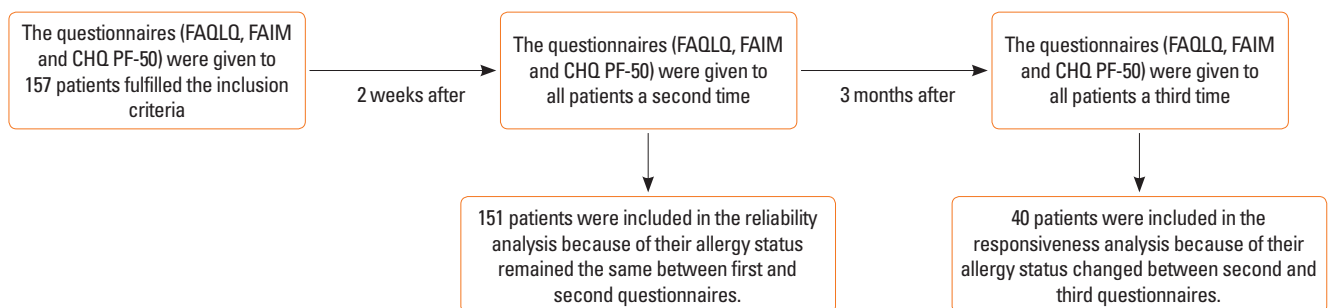 The questionnaires (FAQLQ, FAIM
and CHQ PF-50) were given to
157 patients fulfilled the inclusion
criteria
2 weeks after
The questionnaires (FAQLQ, FAIM
and CHQ PF-50) were given to
all patients a second time
3 months after
The questionnaires (FAQLQ, FAIM
and CHQ PF-50) were given to
all patients a third time
151 patients were included in the reliability
analysis because of their allergy status
remained the same between first and
second questionnaires.
40 patients were included in the
responsiveness analysis because of their
allergy status changed between second and
third questionnaires.